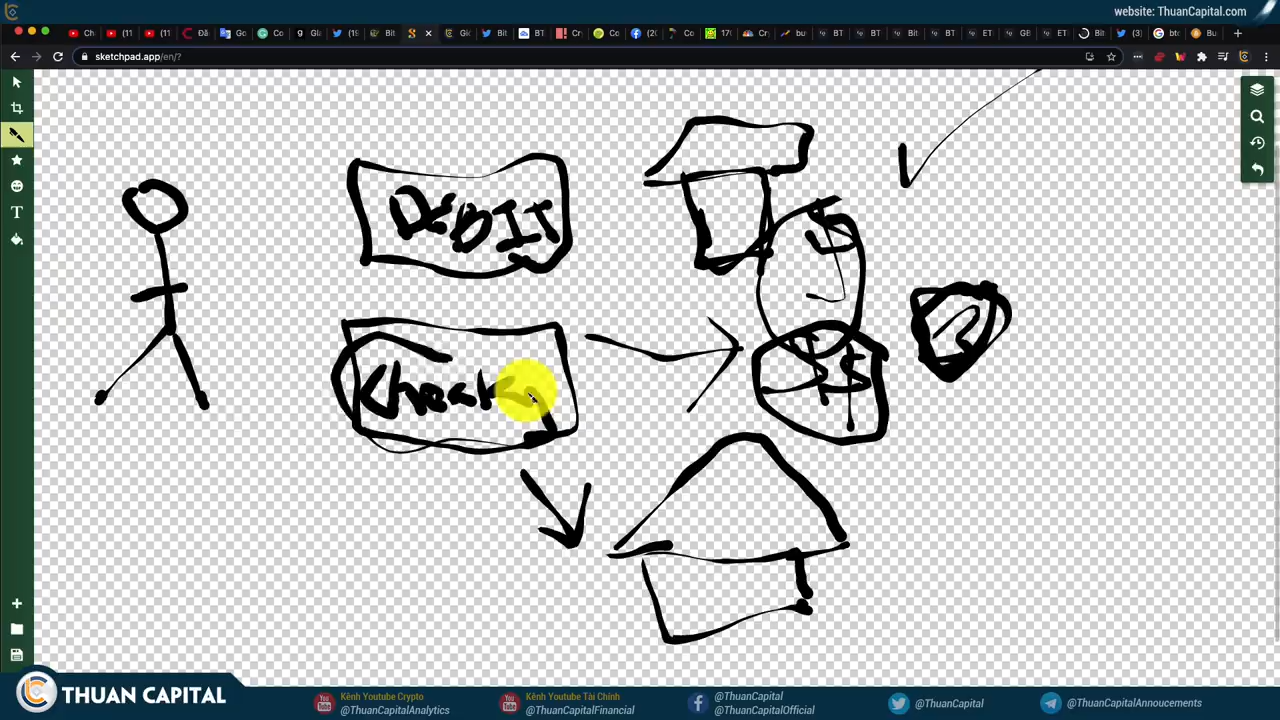 website: ThuanCapital.com
sketchpad.app/en/?
DEBIT
check
$
$$
THUAN CAPITAL
Kênh Youtube Crypto
@ThuanCapitalAnalytics
Kênh Youtube Tài Chính
@ThuanCapitalFinancial
@ThuanCapital
@ThuanCapitalOfficial
@ThuanCapital
@ThuanCapitalAnnoucements